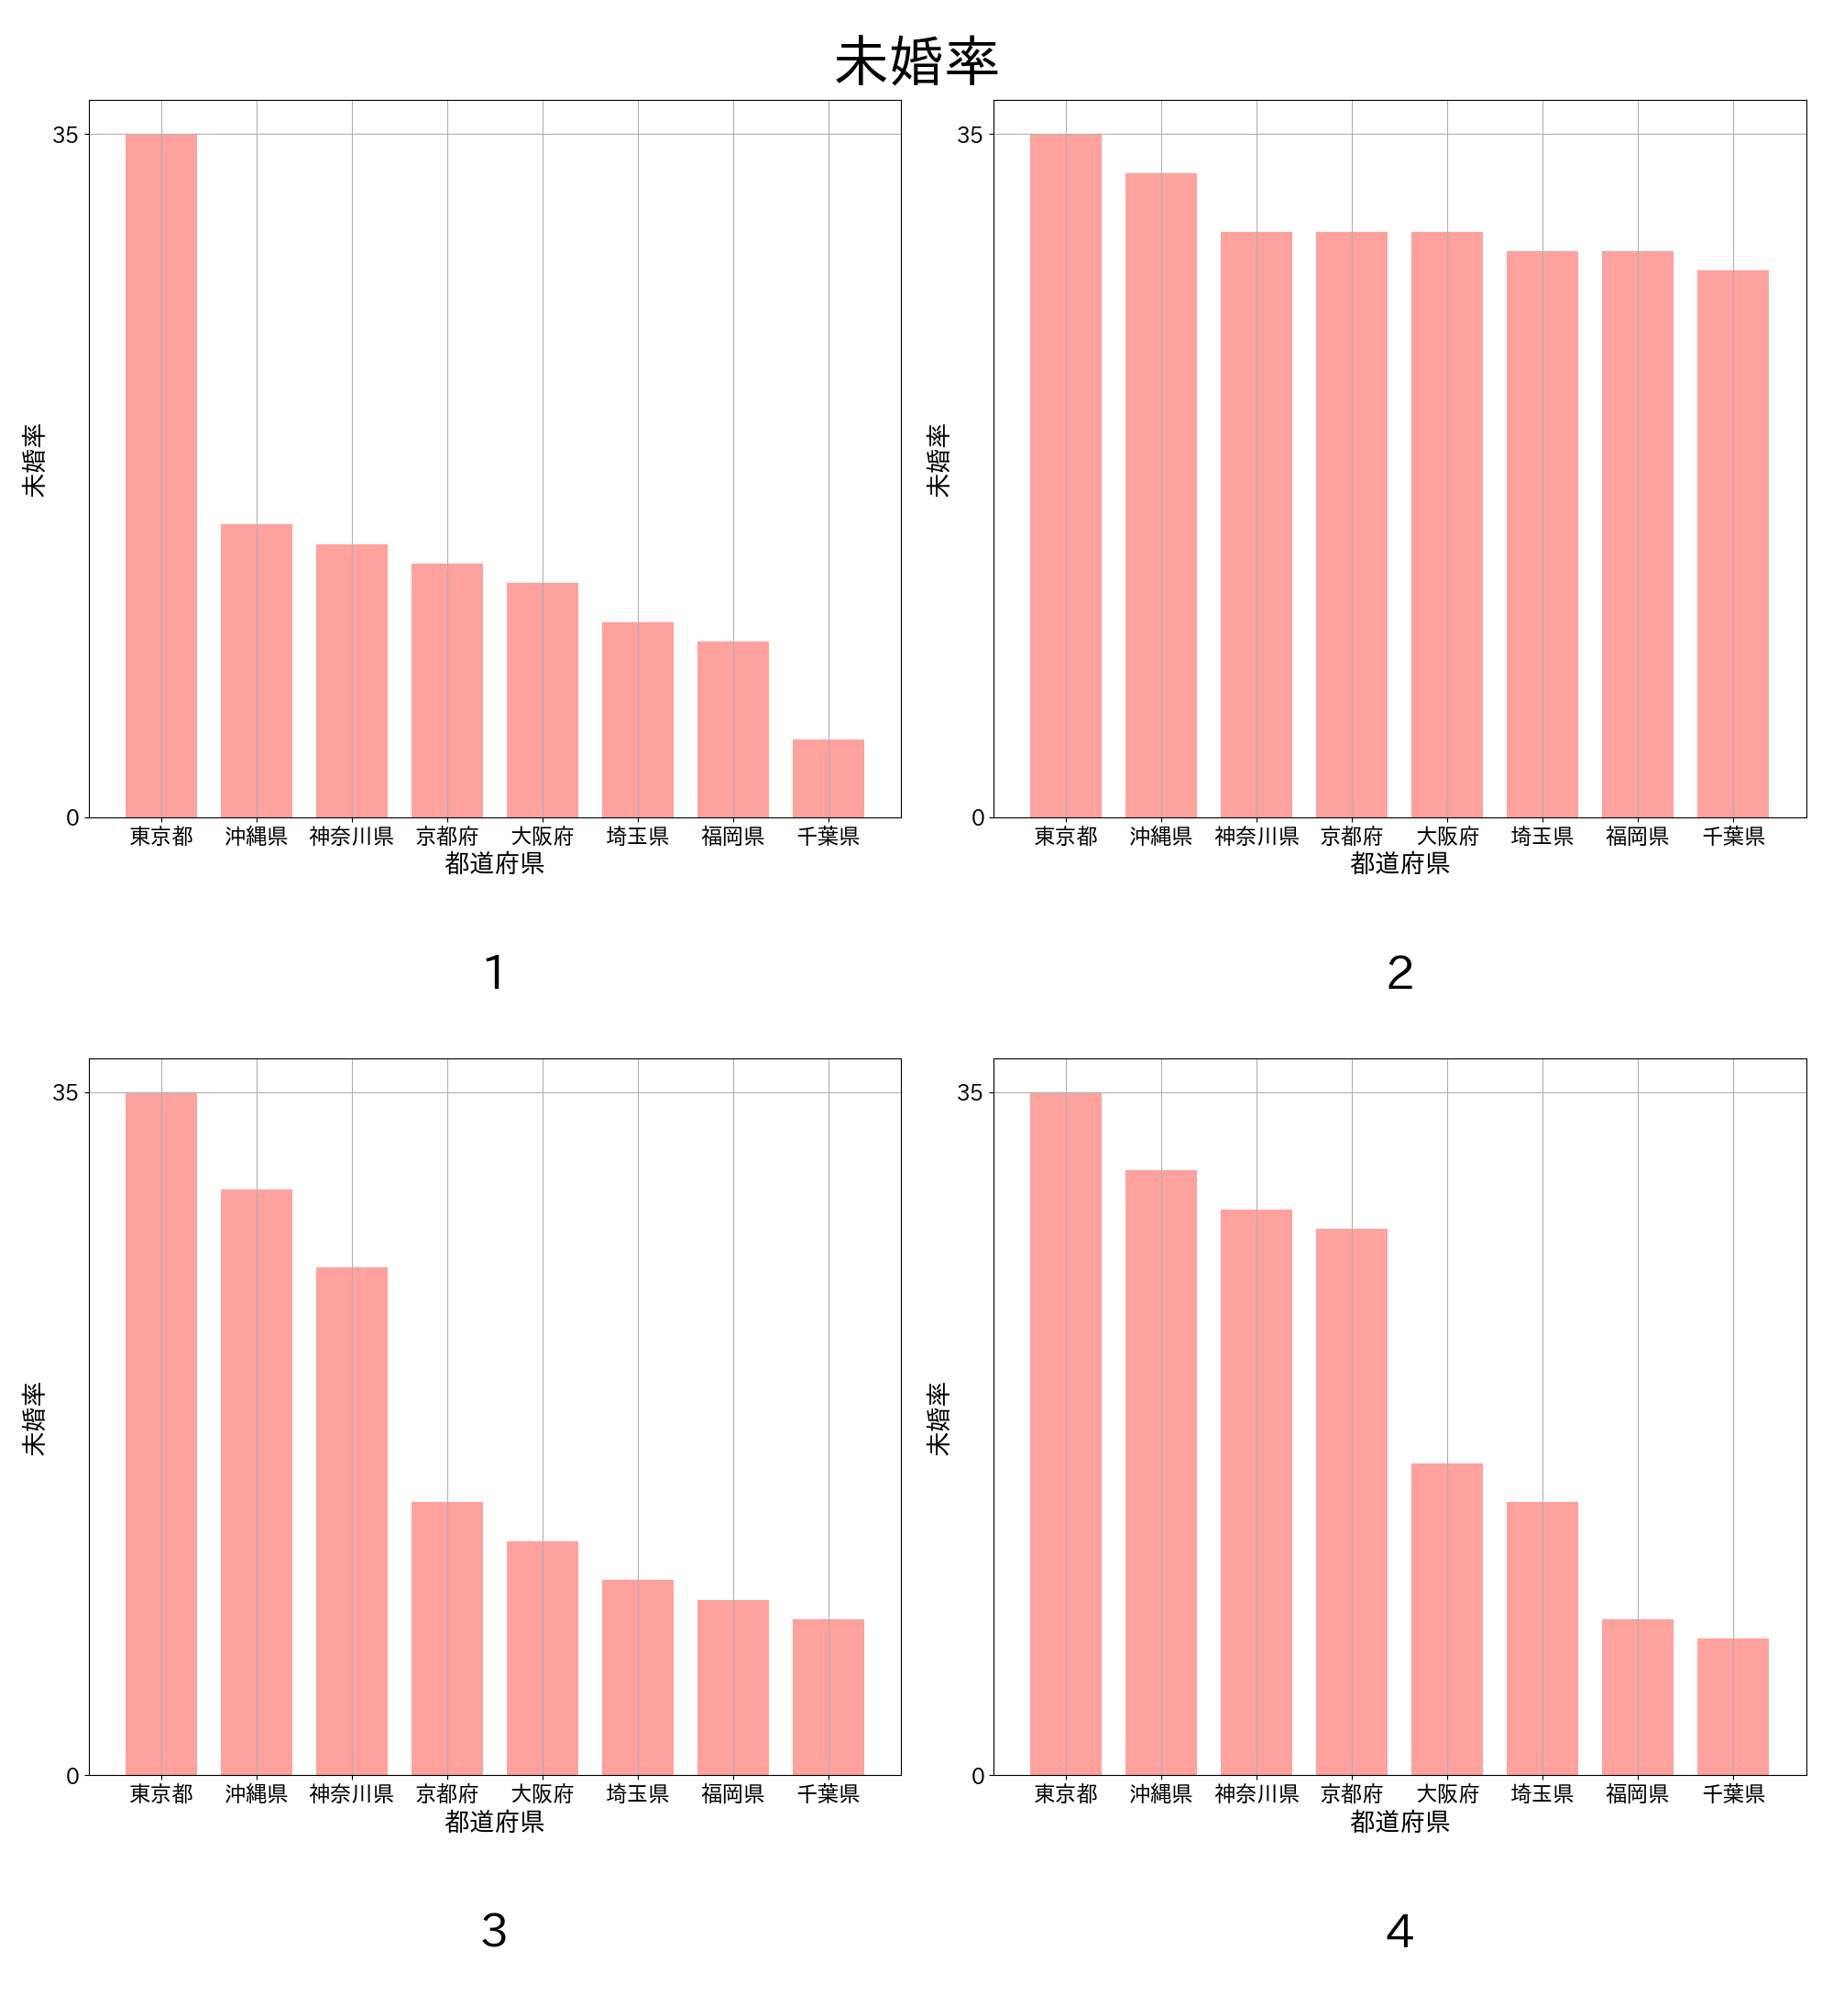 未婚率
35
0
未婚率
東京都 沖縄県 神奈川県 京都府 大阪府 埼玉県 福岡県 千葉県
都道府県
1
35
0
未婚率
東京都 沖縄県 神奈川県 京都府 大阪府 埼玉県 福岡県 千葉県
都道府県
2
35
0
未婚率
東京都 沖縄県 神奈川県 京都府 大阪府 埼玉県 福岡県 千葉県
都道府県
3
35
0
未婚率
東京都 沖縄県 神奈川県 京都府 大阪府 埼玉県 福岡県 千葉県
都道府県
4